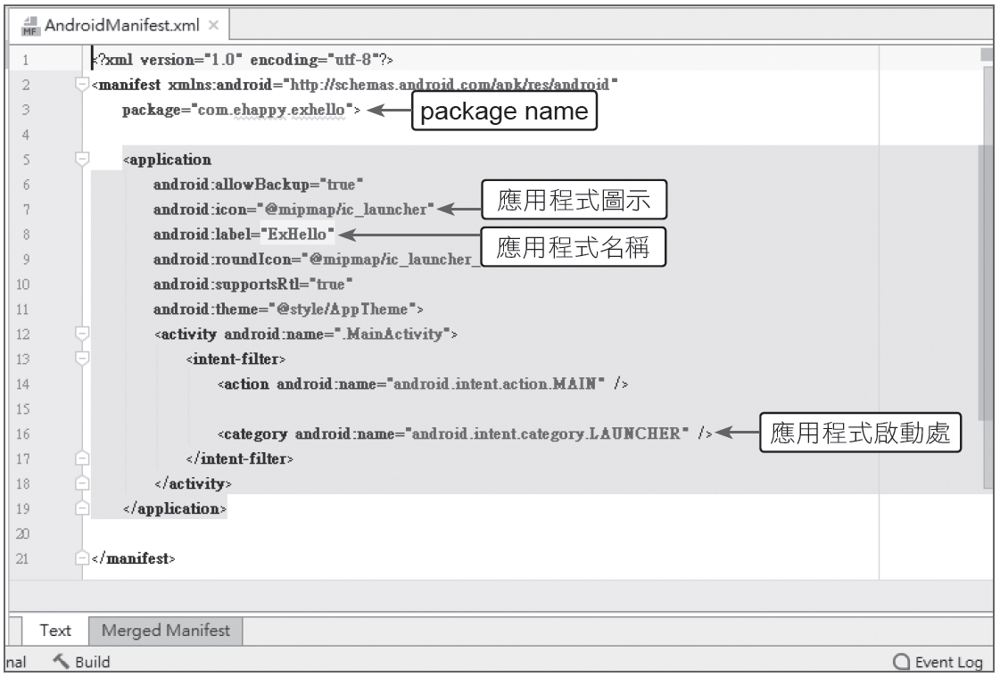 MF AndroidManifest.xml ×
1 <?xml version="1.0" encoding="utf-8"?>
2 <manifest xmlns:android="http://schemas.android.com/apk/res/android"
3 package="com.ehappy.exhello"> package name
4
5 <application
6 android:allowBackup="true"
7 android:icon="@mipmap/ic_launcher" 應用程式圖示
8 android:label="ExHello" 應用程式名稱
9 android:roundIcon="@mipmap/ic_launcher_
10 android:supportsRtl="true"
11 android:theme="@style/AppTheme">
12 <activity android:name=".MainActivity">
13 <intent-filter>
14 <action android:name="android.intent.action.MAIN" />
15
16 <category android:name="android.intent.category.LAUNCHER" /> 應用程式啟動處
17 </intent-filter>
18 </activity>
19 </application>
20
21 </manifest>
Text Merged Manifest
nal Build Event Log